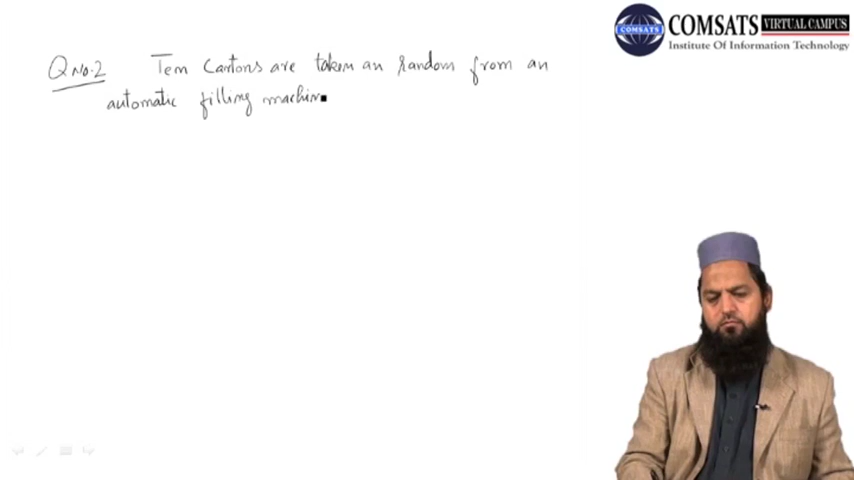 COMSATS VIRTUAL CAMPUS
Institute Of Information Technology
Q No.2 Ten Cartons are taken an random from an
automatic filling machin